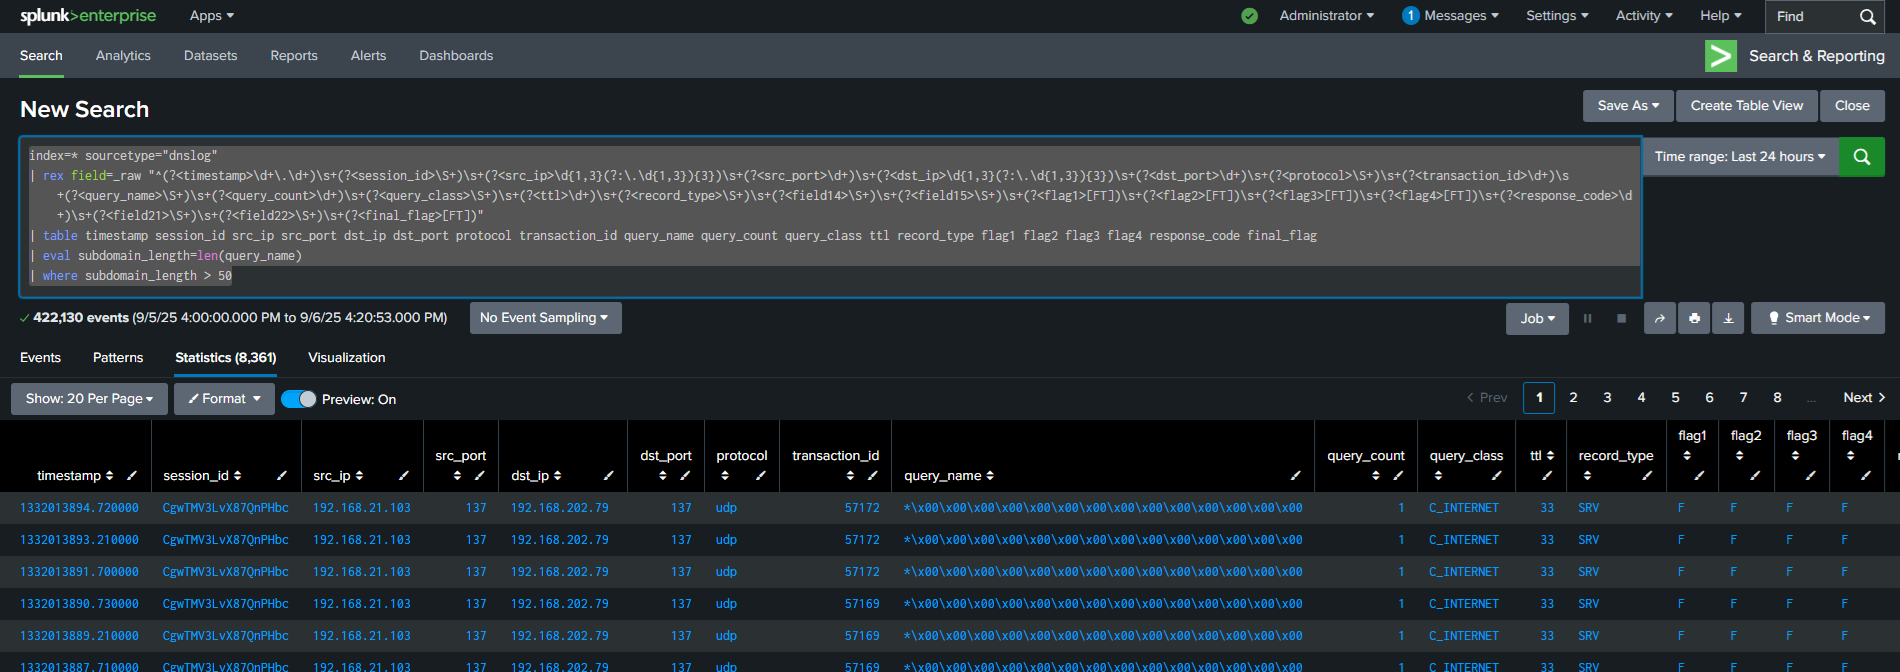 splunk>enterprise Apps Administrator 1 Messages Settings Activity Help Find
Search Analytics Datasets Reports Alerts Dashboards > Search & Reporting
New Search
Save As Create Table View Close
index=* sourcetype="dnslog"
| rex field=_raw "^(?<timestamp>\d+\.\d+)\s+(?<session_id>\S+)\s+(?<src_ip>\d{1,3}(?:\.\d{1,3}){3})\s+(?<src_port>\d+)\s+(?<dst_ip>\d{1,3}(?:\.\d{1,3}){3})\s+(?<dst_port>\d+)\s+(?<protocol>\S+)\s+(?<transaction_id>\d+)\s
+(?<query_name>\S+)\s+(?<query_count>\d+)\s+(?<query_class>\S+)\s+(?<ttl>\d+)\s+(?<record_type>\S+)\s+(?<field14>\S+)\s+(?<field15>\S+)\s+(?<flag1>[FT])\s+(?<flag2>[FT])\s+(?<flag3>[FT])\s+(?<flag4>[FT])\s+(?<response_code>\d
+)\s+(?<field21>\S+)\s+(?<field22>\S+)\s+(?<final_flag>[FT])"
| table timestamp session_id src_ip src_port dst_ip dst_port protocol transaction_id query_name query_count query_class ttl record_type flag1 flag2 flag3 flag4 response_code final_flag
| eval subdomain_length=len(query_name)
| where subdomain_length > 50
Time range: Last 24 hours
422,130 events (9/5/25 4:00:00.000 PM to 9/6/25 4:20:53.000 PM) No Event Sampling Job Smart Mode
Events Patterns Statistics (8,361) Visualization
Show: 20 Per Page Format Preview: On < Prev 1 2 3 4 5 6 7 8 ... Next >
timestamp session_id src_ip src_port dst_ip dst_port protocol transaction_id query_name query_count query_class ttl record_type flag1 flag2 flag3 flag4
1332013894.720000 CgwTMV3LvX87QnPHbc 192.168.21.103 137 192.168.202.79 137 udp 57172 *\x00\x00\x00\x00\x00\x00\x00\x00\x00\x00\x00\x00\x00\x00 1 C_INTERNET 33 SRV F F F F
1332013893.210000 CgwTMV3LvX87QnPHbc 192.168.21.103 137 192.168.202.79 137 udp 57172 *\x00\x00\x00\x00\x00\x00\x00\x00\x00\x00\x00\x00\x00\x00 1 C_INTERNET 33 SRV F F F F
1332013891.700000 CgwTMV3LvX87QnPHbc 192.168.21.103 137 192.168.202.79 137 udp 57172 *\x00\x00\x00\x00\x00\x00\x00\x00\x00\x00\x00\x00\x00\x00 1 C_INTERNET 33 SRV F F F F
1332013890.730000 CgwTMV3LvX87QnPHbc 192.168.21.103 137 192.168.202.79 137 udp 57169 *\x00\x00\x00\x00\x00\x00\x00\x00\x00\x00\x00\x00\x00\x00 1 C_INTERNET 33 SRV F F F F
1332013889.210000 CgwTMV3LvX87QnPHbc 192.168.21.103 137 192.168.202.79 137 udp 57169 *\x00\x00\x00\x00\x00\x00\x00\x00\x00\x00\x00\x00\x00\x00 1 C_INTERNET 33 SRV F F F F
1332013887.710000 CgwTMV3LvX87QnPHbc 192.168.21.103 137 192.168.202.79 137 udp 57169 *\x00\x00\x00\x00\x00\x00\x00\x00\x00\x00\x00\x00\x00\x00 1 C_INTERNET 33 SRV F F F F